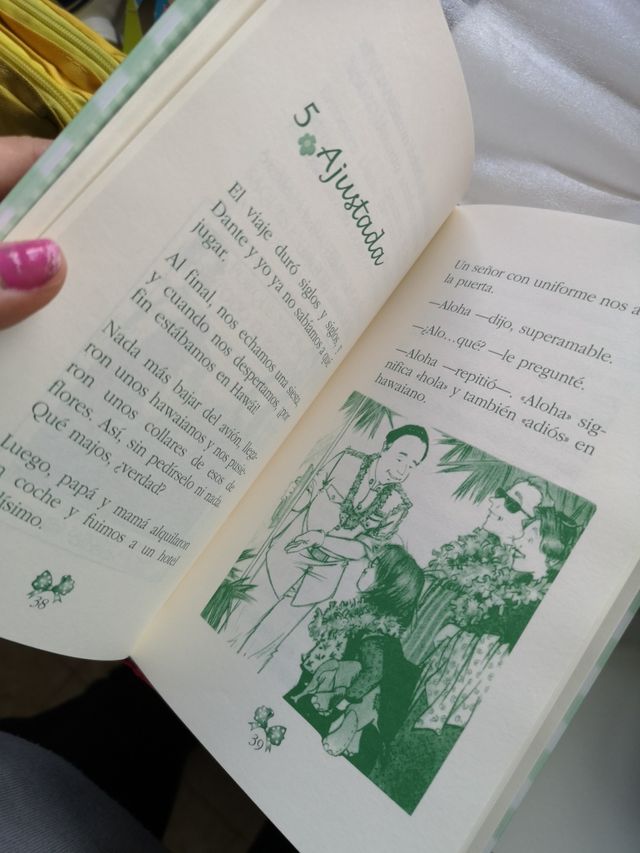 5 Ajustada
El viaje duró siglos y siglos, y
Dante y yo ya no sabíamos a qué
jugar.
Al final, nos echamos una siesta,
y cuando nos despertamos, ¡por
fin estábamos en Hawái!
Nada más bajar del avión, llega-
ron unos hawaianos y nos pusie-
ron unos collares de esos de
flores. Así, sin pedírselo ni nada.
Qué majos, ¿verdad?
Luego, papá y mamá alquilaron
coche y fuimos a un hotel
38
Un señor con uniforme nos
la puerta.
—Aloha —dijo, superamable.
—¿Alo...qué? —le pregunté.
—Aloha —repitió—. «Aloha» sig-
nifica «hola» y también «adiós» en
hawaiano.
39